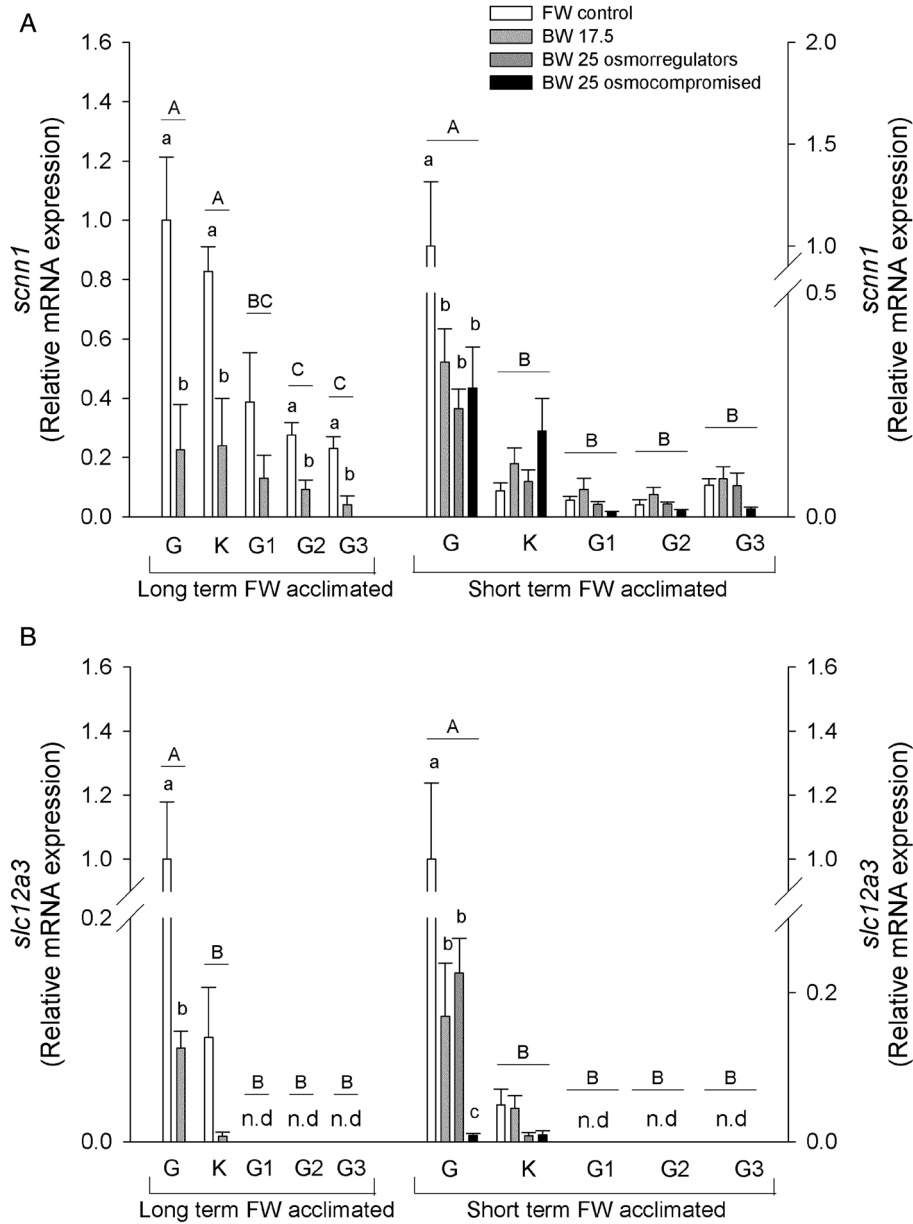 A
FW control
BW 17.5
BW 25 osmorregulators
BW 25 osmocompromised
scnn1
(Relative mRNA expression)
1.6
1.4
1.2
1.0
0.8
0.6
0.4
0.2
0.0
A
a
b
A
a
b
BC
C
a
b
C
a
b
A
a
b
b
b
B
B
B
B
2.0
1.5
1.0
0.5
0.0
scnn1
(Relative mRNA expression)
G K G1 G2 G3
Long term FW acclimated
G K G1 G2 G3
Short term FW acclimated
B
slc12a3
(Relative mRNA expression)
1.6
1.4
1.2
1.0
0.2
0.0
A
a
b
B
B
n.d
B
n.d
B
n.d
A
a
b
b
c
B
B
n.d
B
n.d
B
n.d
1.6
1.4
1.2
1.0
0.2
0.0
slc12a3
(Relative mRNA expression)
G K G1 G2 G3
Long term FW acclimated
G K G1 G2 G3
Short term FW acclimated